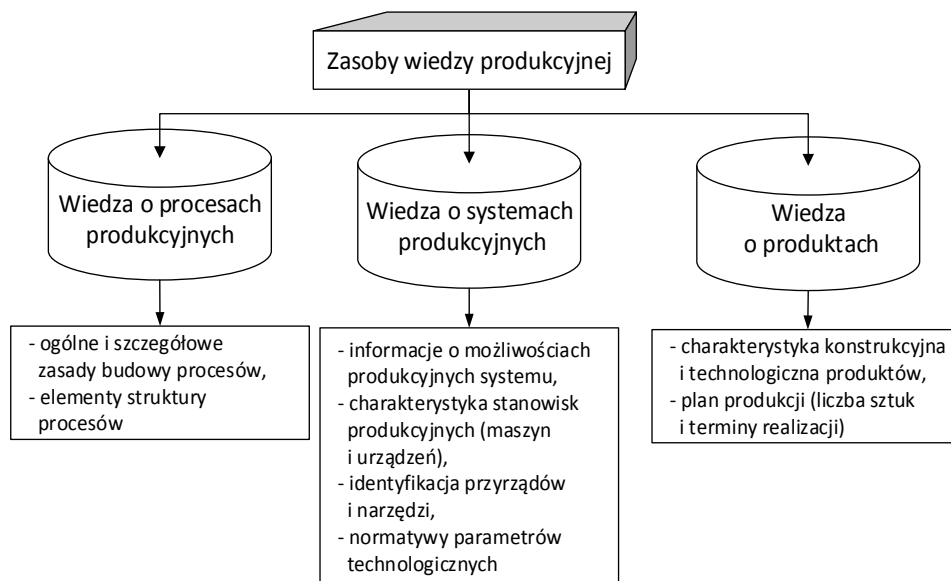 Zasoby wiedzy produkcyjnej
Wiedza o procesach
produkcyjnych
Wiedza o systemach
produkcyjnych
Wiedza
o produktach
- ogólne i szczegółowe
zasady budowy procesów,
- elementy struktury
procesów
- informacje o możliwościach
produkcyjnych systemu,
- charakterystyka stanowisk
produkcyjnych (maszyn
i urządzeń),
- identyfikacja przyrządów
i narzędzi,
- normatywy parametrów
technologicznych
- charakterystyka konstrukcyjna
i technologiczna produktów,
- plan produkcji (liczba sztuk
i terminy realizacji)